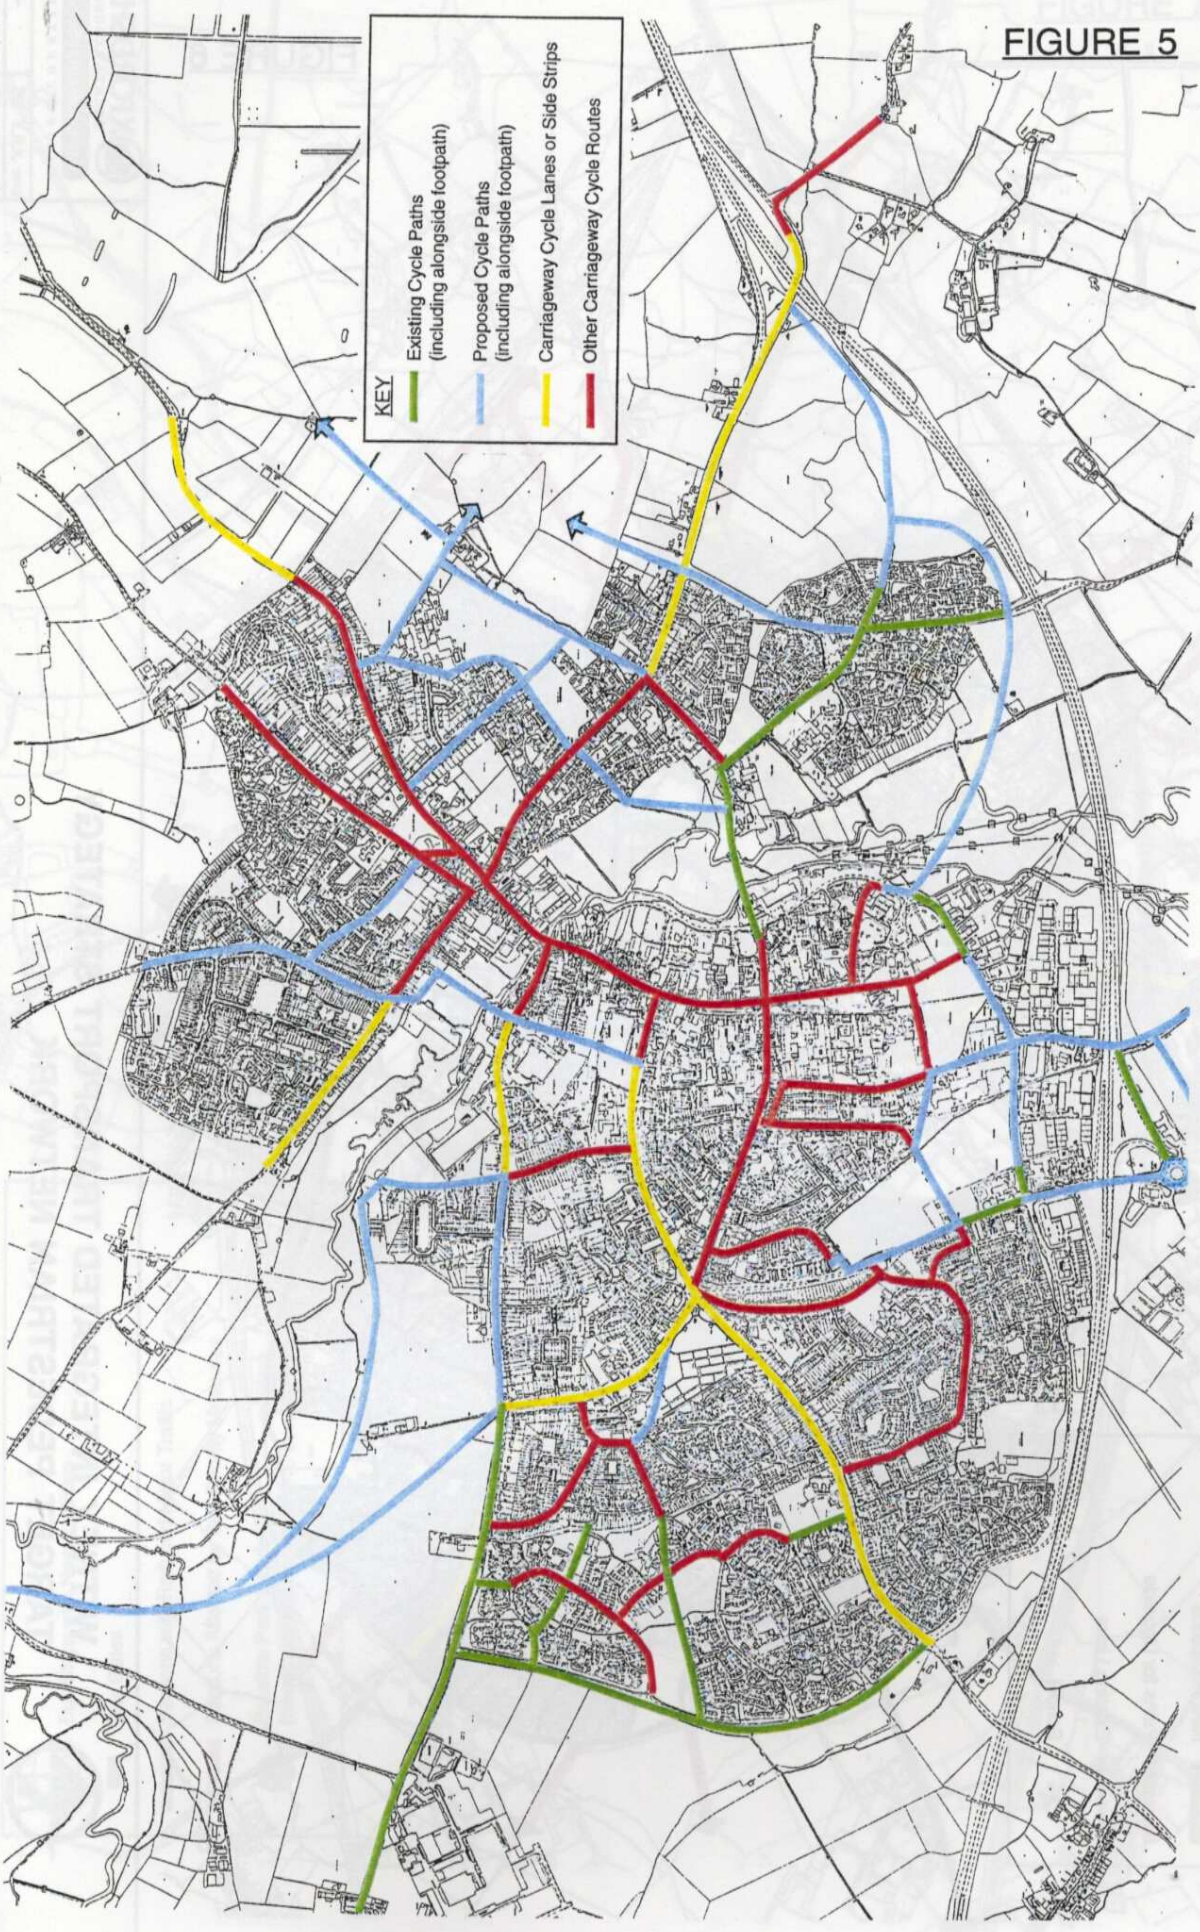 FIGURE 5
KEY
Existing Cycle Paths
(including alongside footpath)
Proposed Cycle Paths
(including alongside footpath)
Carriageway Cycle Lanes or Side Strips
Other Carriageway Cycle Routes